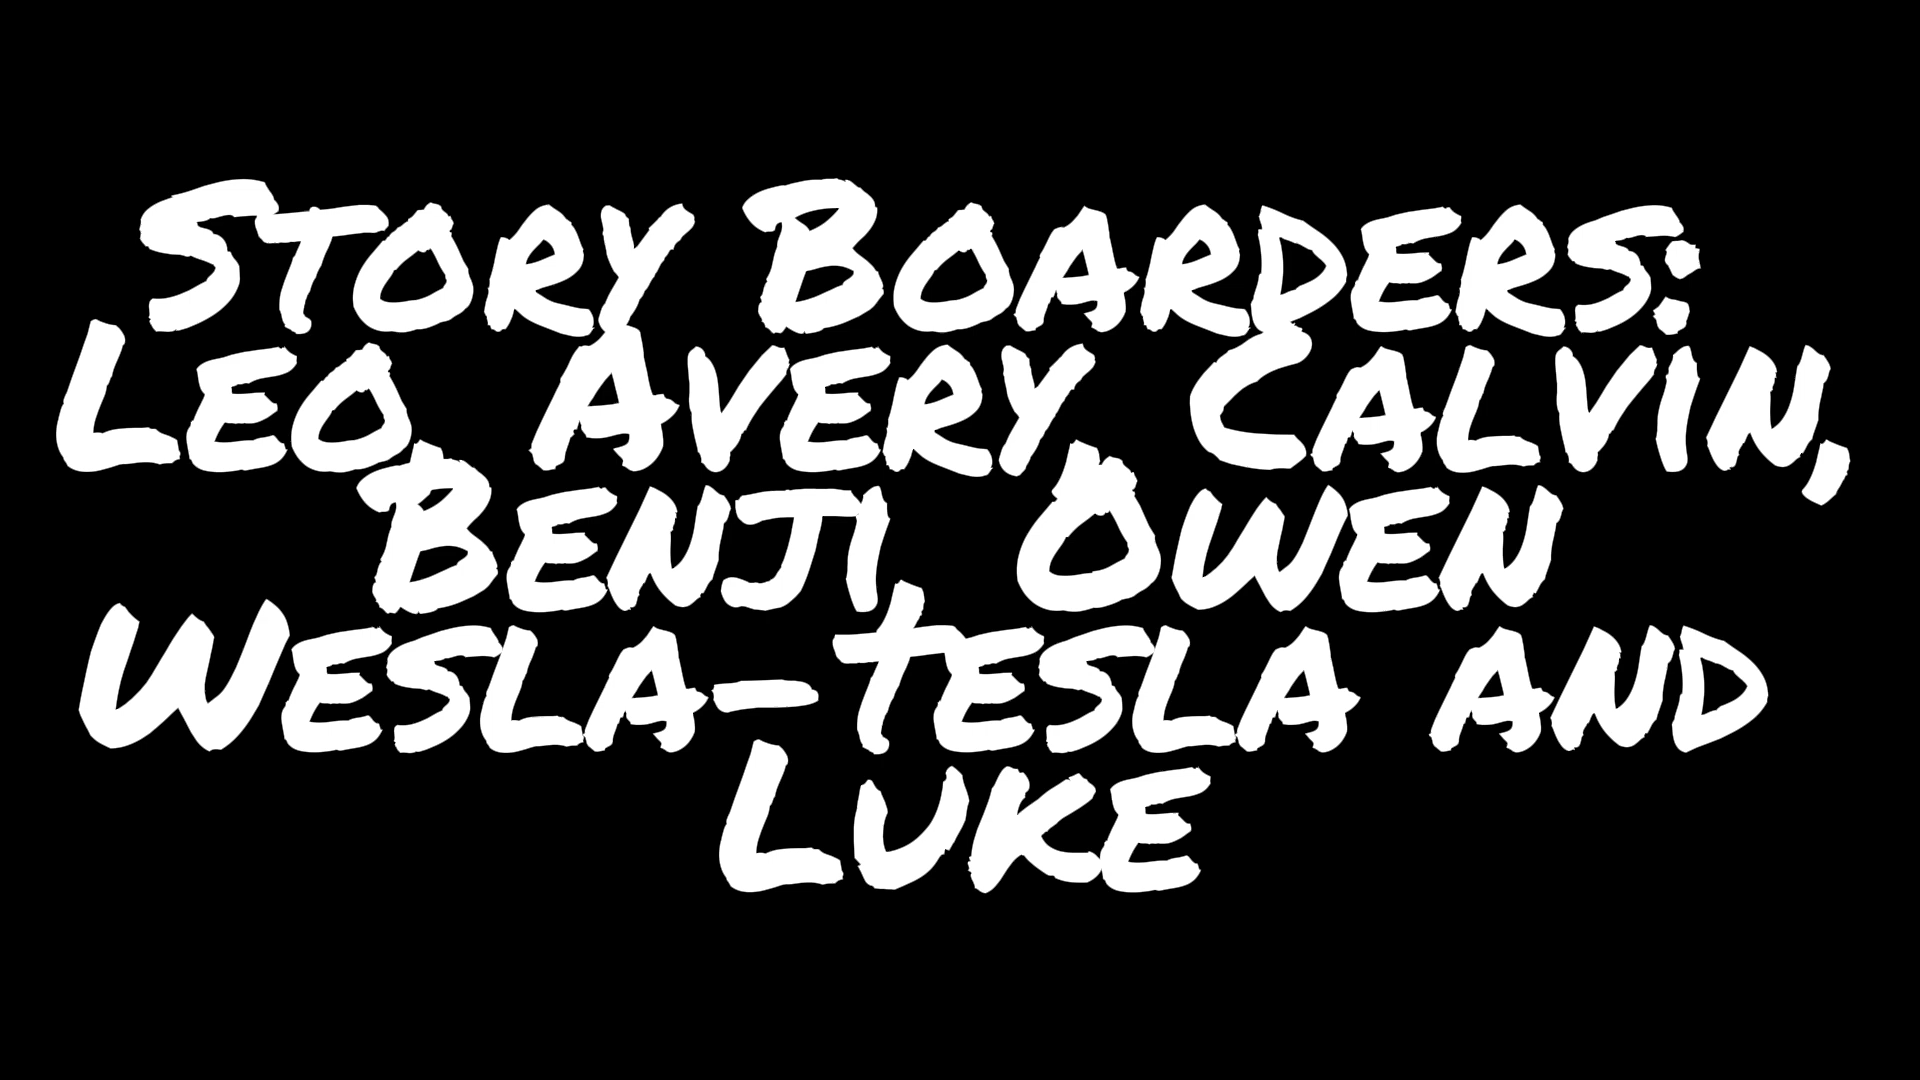 Story Boarders:
Leo, Avery, Calvin,
Benji, Owen
Wesla-Tesla and
Luke